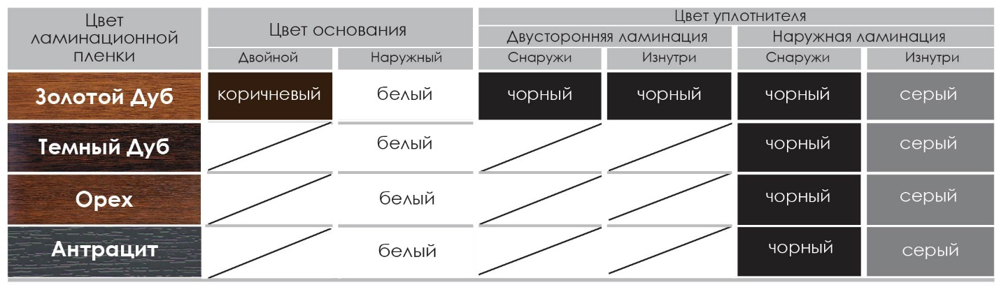 Цвет
ламинационной
пленки
Цвет основания
Цвет уплотнителя
Двусторонняя ламинация
Наружная ламинация
Двойной
Наружный
Снаружи
Изнутри
Снаружи
Изнутри
Золотой Дуб
коричневый
белый
чорный
чорный
чорный
серый
Темный Дуб
белый
чорный
серый
Орех
белый
чорный
серый
Антрацит
белый
чорный
серый